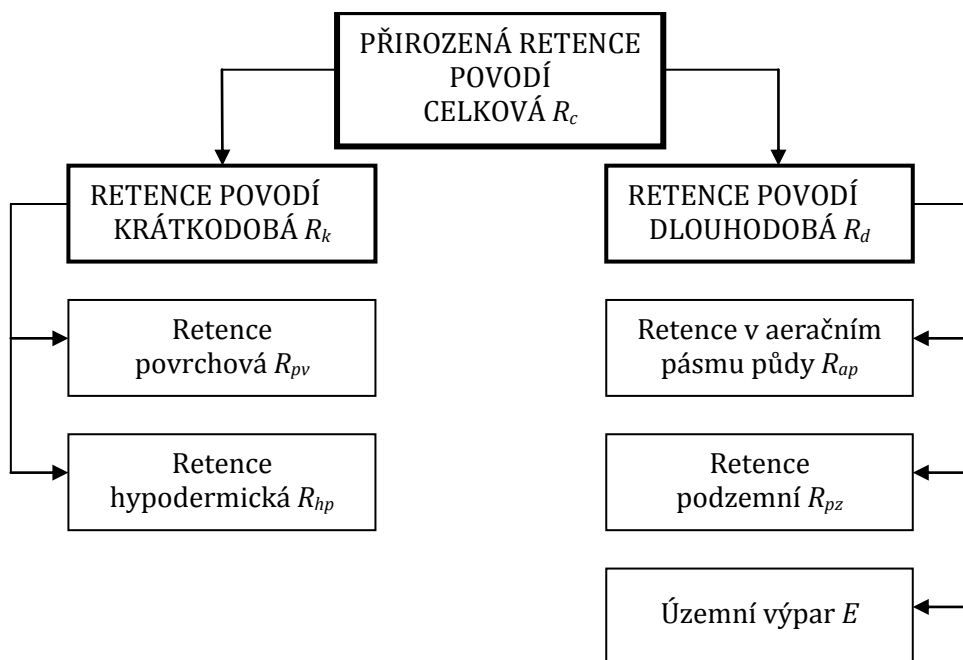 PŘIROZENÁ RETENCE
POVODÍ
CELKOVÁ Rc
RETENCE POVODÍ
KRÁTKODOBÁ Rk
RETENCE POVODÍ
DLOUHODOBÁ Rd
Retence
povrchová Rpv
Retence v aeračním
pásmu půdy Rap
Retence
hypodermická Rhp
Retence
podzemní Rpz
Územní výpar E